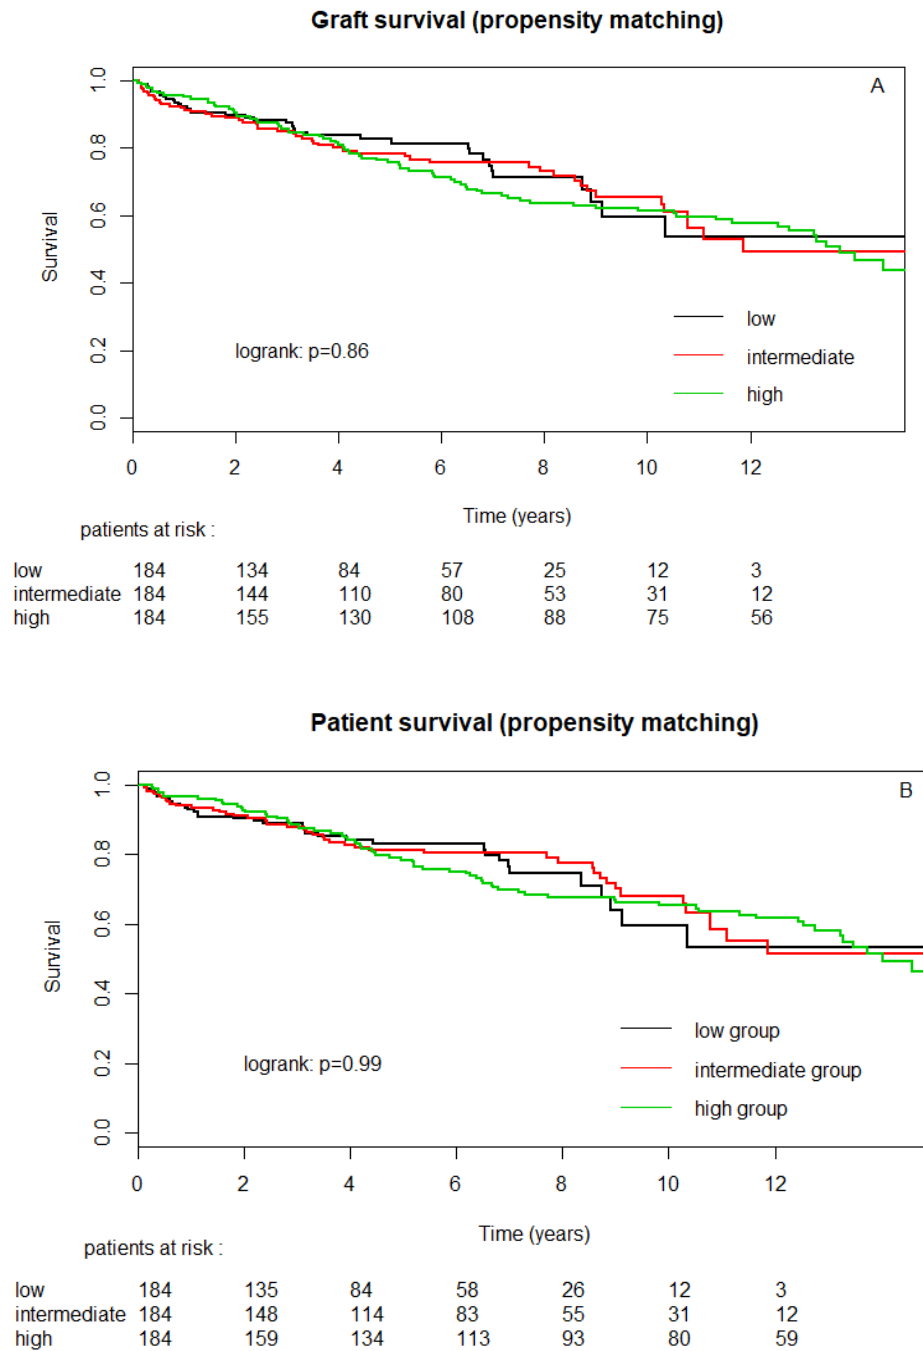 Graft survival (propensity matching)
A
1.0
0.8
0.6
0.4
0.2
0.0
Survival
low
intermediate
high
logrank: p=0.86
0 2 4 6 8 10 12
Time (years)
patients at risk :
low 184 134 84 57 25 12 3
intermediate 184 144 110 80 53 31 12
high 184 155 130 108 88 75 56
Patient survival (propensity matching)
B
1.0
0.8
0.6
0.4
0.2
0.0
Survival
low group
intermediate group
high group
logrank: p=0.99
0 2 4 6 8 10 12
Time (years)
patients at risk :
low 184 135 84 58 26 12 3
intermediate 184 148 114 83 55 31 12
high 184 159 134 113 93 80 59